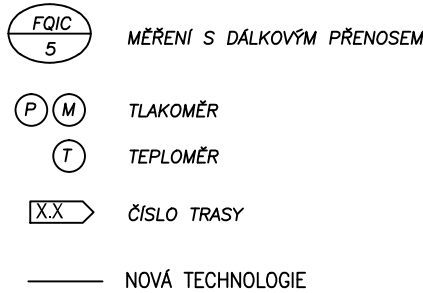 FQIC
5
MĚŘENÍ S DÁLKOVÝM PŘENOSEM
P M TLAKOMĚR
T TEPLOMĚR
X.X ČÍSLO TRASY
NOVÁ TECHNOLOGIE